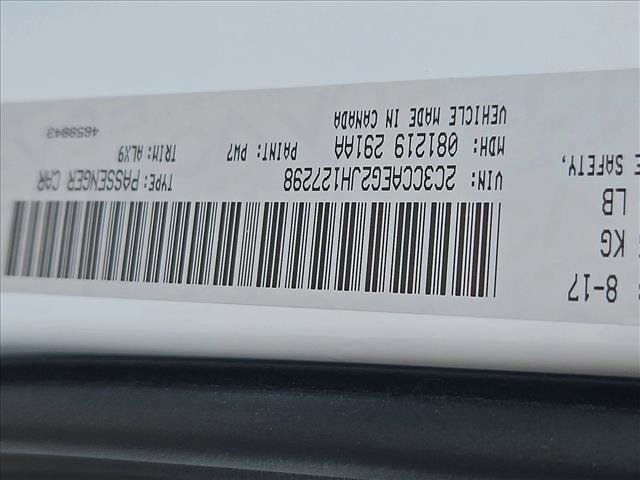 8-17
KG
LB
E SAFETY,
VIN: 2C3CCAEG2JH127298
TYPE: PASSENGER CAR
MDH: 081219 291AA
PAINT: PW7
TRIM: ALX9
VEHICLE MADE IN CANADA
4658843